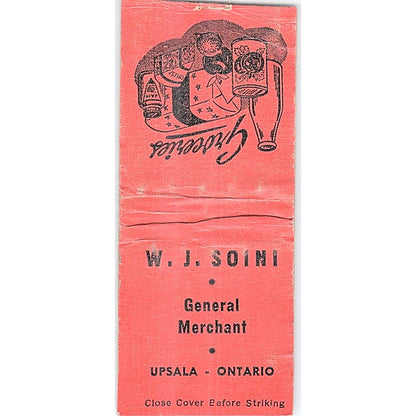 Groceries
W. J. SOINI
General
Merchant
UPSALA - ONTARIO
Close Cover Before Striking